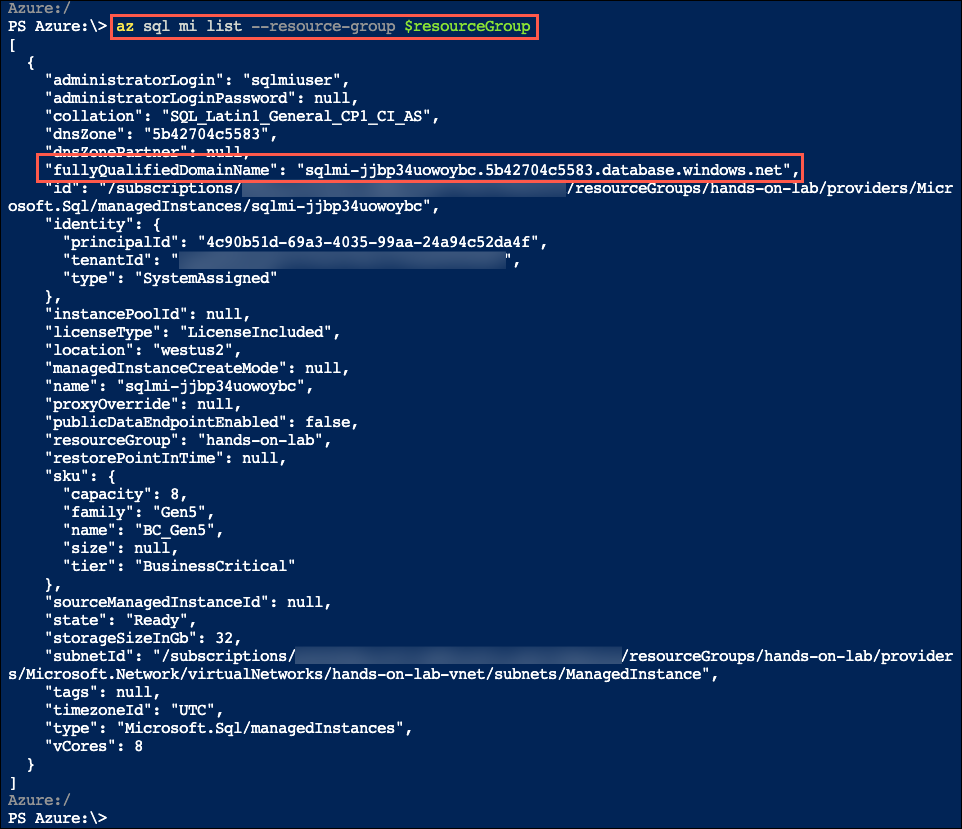 Azure:/
PS Azure:\> az sql mi list --resource-group $resourceGroup
[
  {
    "administratorLogin": "sqlmiuser",
    "administratorLoginPassword": null,
    "collation": "SQL_Latin1_General_CP1_CI_AS",
    "dnsZone": "5b42704c5583",
    "dnsZonePartner": null,
    "fullyQualifiedDomainName": "sqlmi-jjbp34uowoybc.5b42704c5583.database.windows.net",
    "id": "/subscriptions/ /resourceGroups/hands-on-lab/providers/Micr
osoft.Sql/managedInstances/sqlmi-jjbp34uowoybc",
    "identity": {
      "principalId": "4c90b51d-69a3-4035-99aa-24a94c52da4f",
      "tenantId": " ",
      "type": "SystemAssigned"
    },
    "instancePoolId": null,
    "licenseType": "LicenseIncluded",
    "location": "westus2",
    "managedInstanceCreateMode": null,
    "name": "sqlmi-jjbp34uowoybc",
    "proxyOverride": null,
    "publicDataEndpointEnabled": false,
    "resourceGroup": "hands-on-lab",
    "restorePointInTime": null,
    "sku": {
      "capacity": 8,
      "family": "Gen5",
      "name": "BC_Gen5",
      "size": null,
      "tier": "BusinessCritical"
    },
    "sourceManagedInstanceId": null,
    "state": "Ready",
    "storageSizeInGb": 32,
    "subnetId": "/subscriptions/ /resourceGroups/hands-on-lab/provider
s/Microsoft.Network/virtualNetworks/hands-on-lab-vnet/subnets/ManagedInstance",
    "tags": null,
    "timezoneId": "UTC",
    "type": "Microsoft.Sql/managedInstances",
    "vCores": 8
  }
]
Azure:/
PS Azure:\>